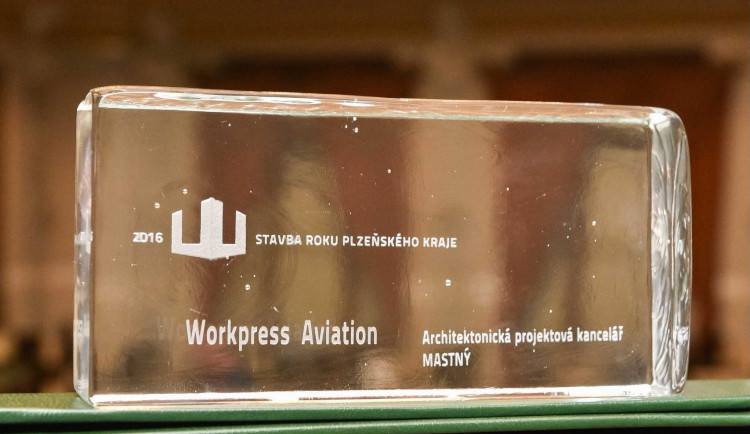 2016 STAVBA ROKU PLZEŇSKÉHO KRAJE
Workpress Aviation
Architektonická projektová kancelář
MASTNÝ